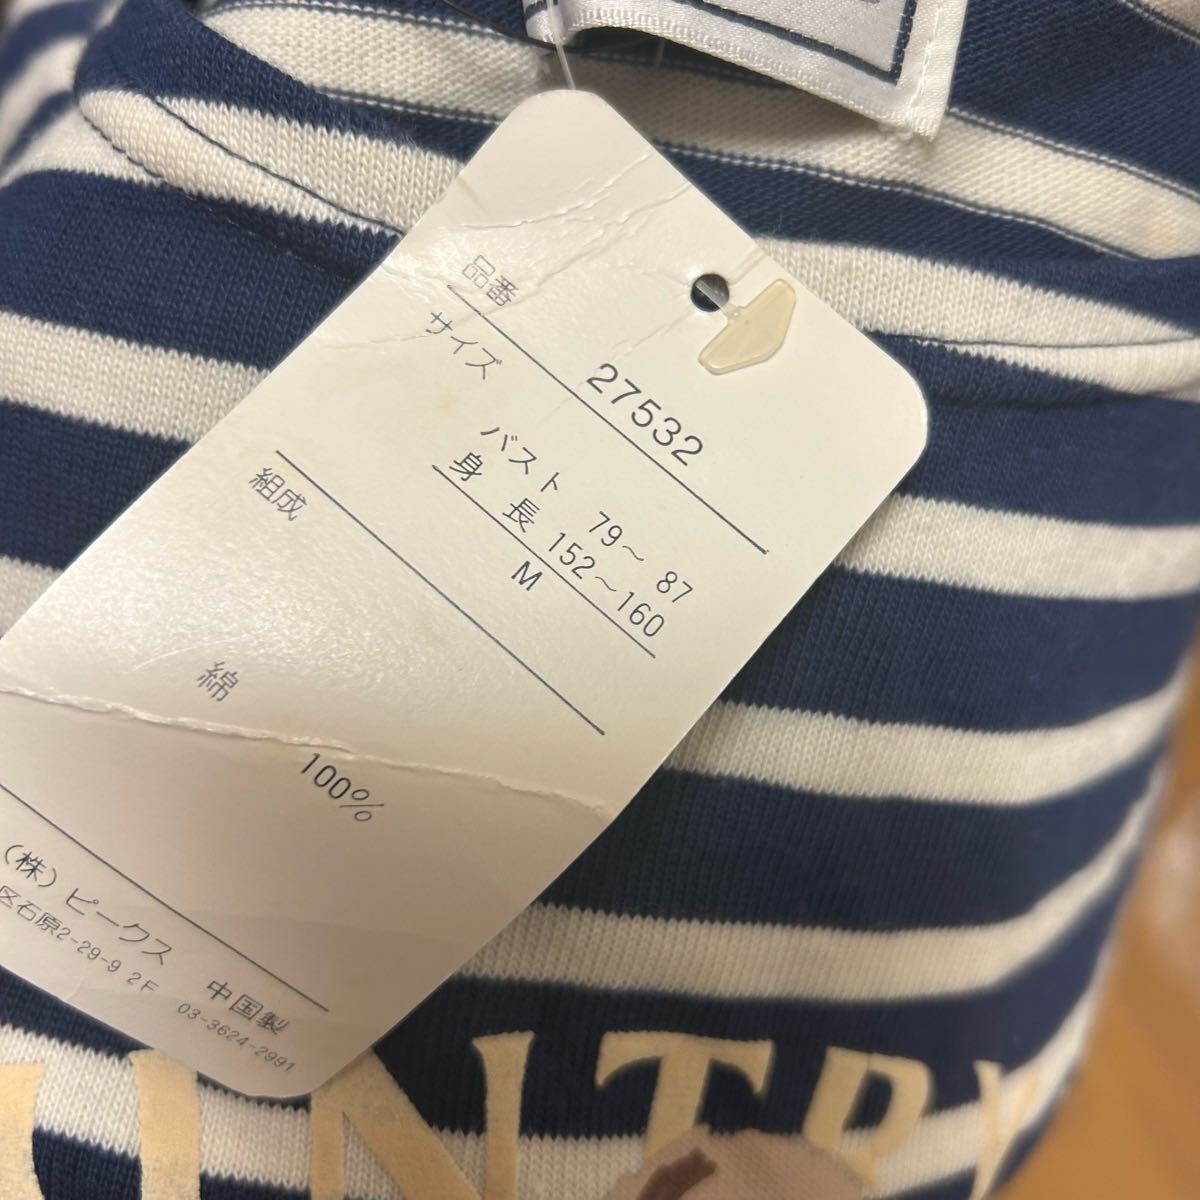 品番
27532
サイズ
バスト 79～ 87
身 長 152～160
M
組成
綿
100%
(株)ピークス 中国製
区石原2-29-9 2F 03-3624-2991
UNTRY